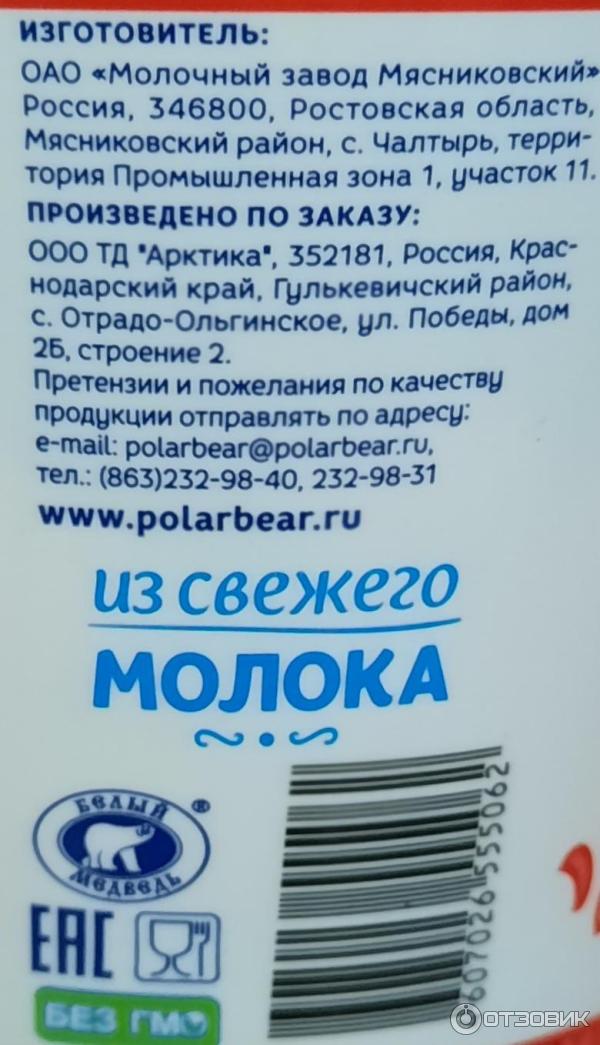 ИЗГОТОВИТЕЛЬ:
ОАО «Молочный завод Мясниковский»
Россия, 346800, Ростовская область,
Мясниковский район, с. Чалтырь, терри-
тория Промышленная зона 1, участок 11.
ПРОИЗВЕДЕНО ПО ЗАКАЗУ:
ООО ТД "Арктика", 352181, Россия, Крас-
нодарский край, Гулькевичский район,
с. Отрадо-Ольгинское, ул. Победы, дом
2Б, строение 2.
Претензии и пожелания по качеству
продукции отправлять по адресу:
e-mail: polarbear@polarbear.ru,
тел.: (863)232-98-40, 232-98-31
www.polarbear.ru
из свежего
МОЛОКА
БЕЛЫЙ ®
МЕДВЕДЬ
EAC
БЕЗ ГМО
607026 555062
ОТЗОВИК